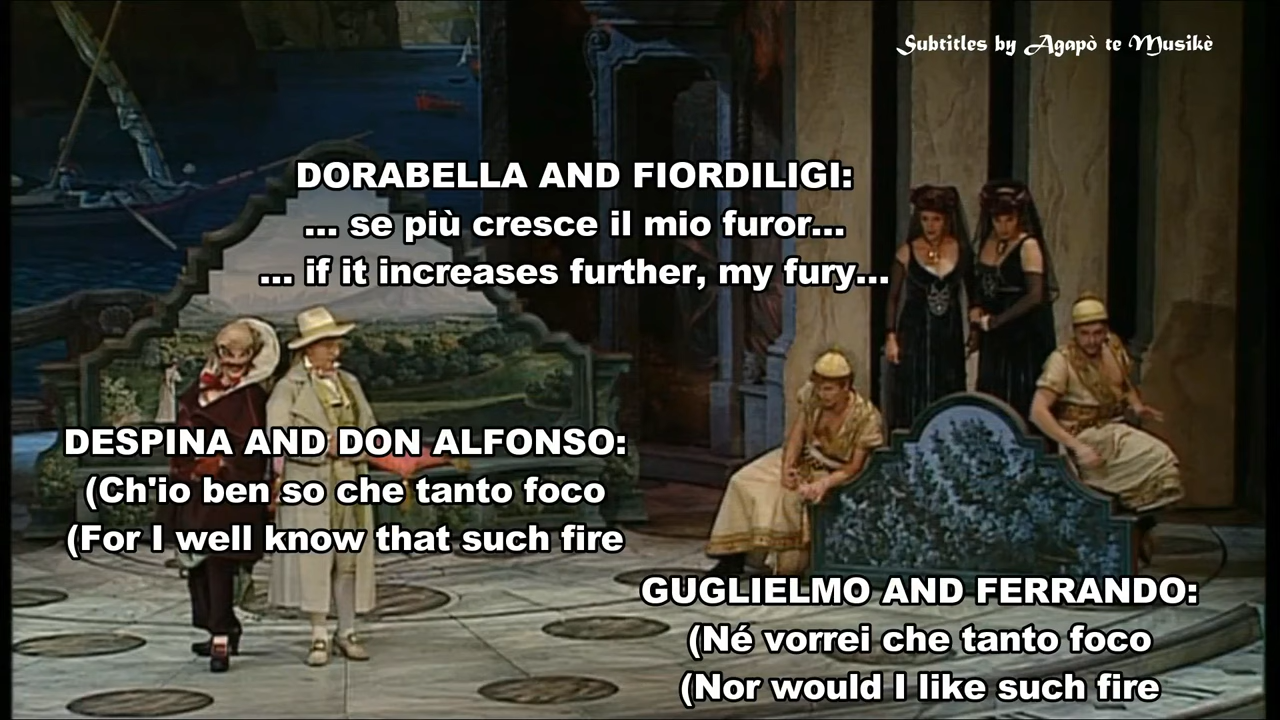 Subtitles by Agapò te Musikè
DORABELLA AND FIORDILIGI:
... se più cresce il mio furor...
... if it increases further, my fury...
DESPINA AND DON ALFONSO:
(Ch'io ben so che tanto foco
(For I well know that such fire
GUGLIELMO AND FERRANDO:
(Né vorrei che tanto foco
(Nor would I like such fire